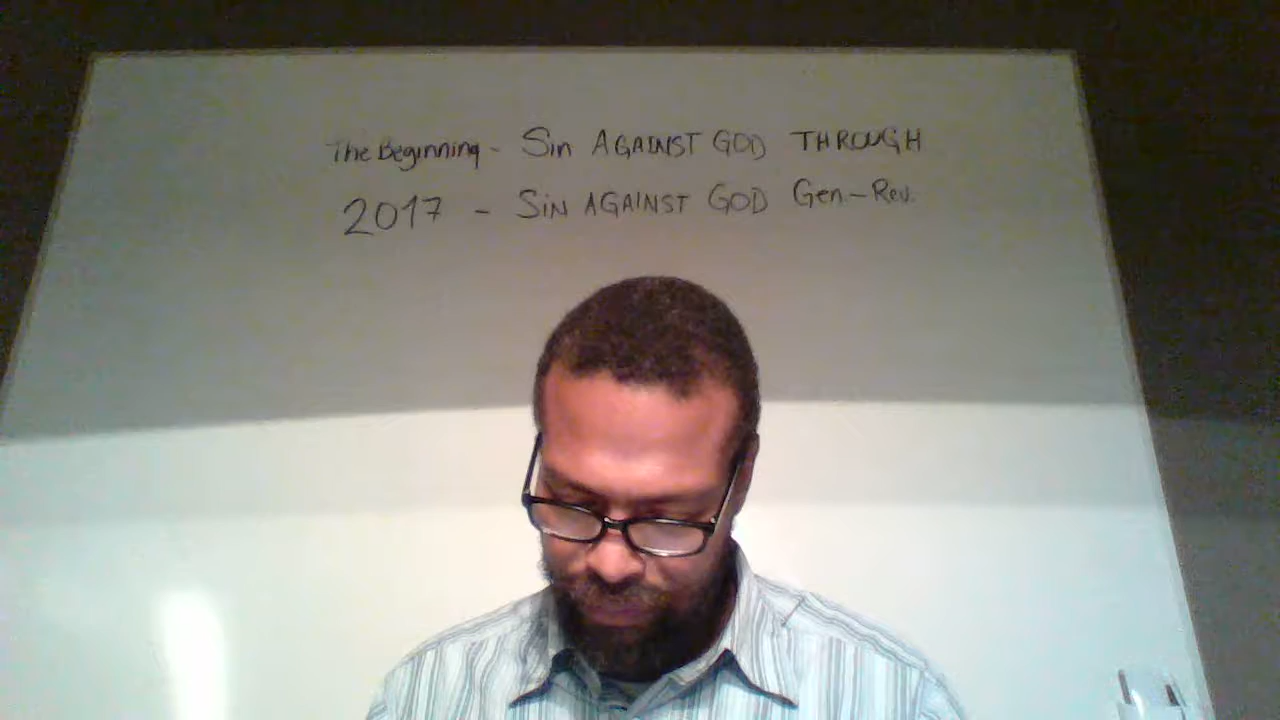 The Beginning - Sin AGAINST GOD THROUGH
2017 - SiN AGAINST GOD Gen-Rev.